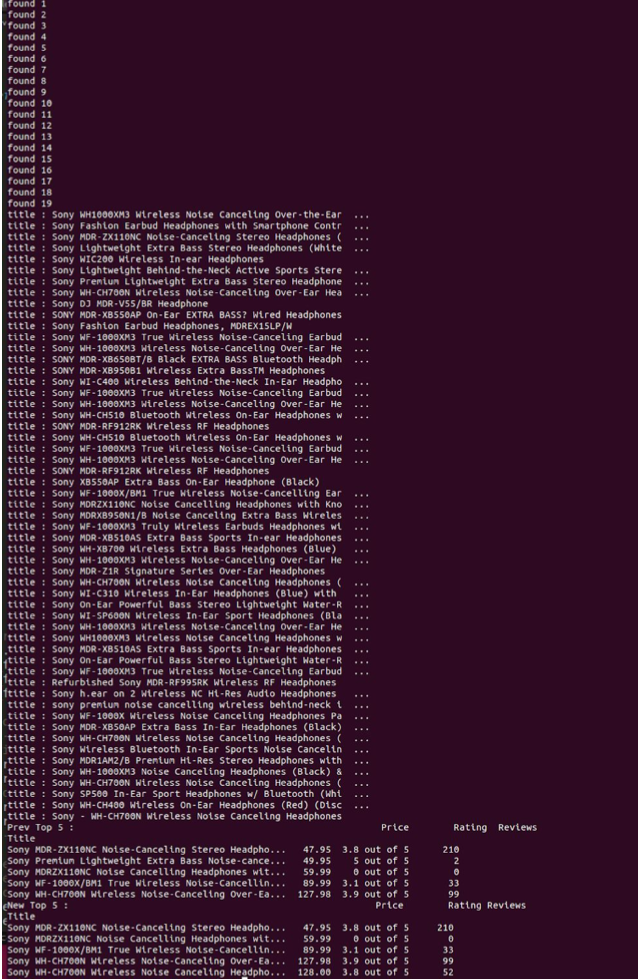 found 1
found 2
found 3
found 4
found 5
found 6
found 7
found 8
found 9
found 10
found 11
found 12
found 13
found 14
found 15
found 16
found 17
found 18
found 19
title : Sony WH1000XM3 Wireless Noise Canceling Over-the-Ear ...
title : Sony Fashion Earbud Headphones with Smartphone Contr ...
title : Sony MDR-ZX110NC Noise-Canceling Stereo Headphones ( ...
title : Sony Lightweight Extra Bass Stereo Headphones (White ...
title : Sony WIC200 Wireless In-ear Headphones
title : Sony Lightweight Behind-the-Neck Active Sports Stere ...
title : Sony Premium Lightweight Extra Bass Stereo Headphone ...
title : Sony WH-CH700N Wireless Noise-Canceling Over-Ear Hea ...
title : Sony DJ MDR-V55/BR Headphone
title : SONY MDR-XB550AP On-Ear EXTRA BASS? Wired Headphones
title : Sony Fashion Earbud Headphones, MDREX15LP/W
title : Sony WF-1000XM3 True Wireless Noise-Canceling Earbud ...
title : Sony WH-1000XM3 Wireless Noise-Canceling Over-Ear He ...
title : SONY MDR-XB650BT/B Black EXTRA BASS Bluetooth Headph ...
title : SONY MDR-XB950B1 Wireless Extra BassTM Headphones
title : Sony WI-C400 Wireless Behind-the-Neck In-Ear Headpho ...
title : Sony WF-1000XM3 True Wireless Noise-Canceling Earbud ...
title : Sony WH-1000XM3 Wireless Noise-Canceling Over-Ear He ...
title : Sony WH-CH510 Bluetooth Wireless On-Ear Headphones w ...
title : SONY MDR-RF912RK Wireless RF Headphones
title : Sony WH-CH510 Bluetooth Wireless On-Ear Headphones w ...
title : Sony WF-1000XM3 True Wireless Noise-Canceling Earbud ...
title : Sony WH-1000XM3 Wireless Noise-Canceling Over-Ear He ...
title : SONY MDR-RF912RK Wireless RF Headphones
title : Sony XB550AP Extra Bass On-Ear Headphone (Black)
title : Sony WF-1000X/BM1 True Wireless Noise-Cancelling Ear ...
title : Sony MDRZX110NC Noise Cancelling Headphones with Kno ...
title : Sony MDRXB950N1/B Noise Canceling Extra Bass Wireles ...
title : Sony WF-1000XM3 Truly Wireless Earbuds Headphones wi ...
title : Sony MDR-XB510AS Extra Bass Sports In-ear Headphones ...
title : Sony WH-XB700 Wireless Extra Bass Headphones (Blue) ...
title : Sony WH-1000XM3 Wireless Noise-Canceling Over-Ear He ...
title : Sony MDR-Z1R Signature Series Over-Ear Headphones
title : Sony WH-CH700N Wireless Noise Canceling Headphones ( ...
title : Sony WI-C310 Wireless In-Ear Headphones (Blue) with ...
title : Sony On-Ear Powerful Bass Stereo Lightweight Water-R ...
title : Sony WI-SP600N Wireless In-Ear Sport Headphones (Bla ...
title : Sony WH-1000XM3 Wireless Noise-Canceling Over-Ear He ...
title : Sony WH1000XM3 Wireless Noise Canceling Headphones w ...
title : Sony MDR-XB510AS Extra Bass Sports In-ear Headphones ...
title : Sony On-Ear Powerful Bass Stereo Lightweight Water-R ...
title : Sony WF-1000XM3 True Wireless Noise-Canceling Earbud ...
title : Refurbished Sony MDR-RF995RK Wireless RF Headphones
title : Sony h.ear on 2 Wireless NC Hi-Res Audio Headphones ...
title : sony premium noise cancelling wireless behind-neck i ...
title : Sony WF-1000X Wireless Noise Canceling Headphones Pa ...
title : Sony MDR-XB50AP Extra Bass In-Ear Headphones (Black) ...
title : Sony WH-CH700N Wireless Noise Canceling Headphones ( ...
title : Sony Wireless Bluetooth In-Ear Sports Noise Cancelin ...
title : Sony MDR1AM2/B Premium Hi-Res Stereo Headphones with ...
title : Sony WH-1000XM3 Noise Canceling Headphones (Black) & ...
title : Sony WH-CH700N Wireless Noise Canceling Headphones ( ...
title : Sony SP500 In-Ear Sport Headphones w/ Bluetooth (Whi ...
title : Sony WH-CH400 Wireless On-Ear Headphones (Red) (Disc ...
title : Sony - WH-CH700N Wireless Noise Canceling Headphones
Prev Top 5 : Price Rating Reviews
Title
Sony MDR-ZX110NC Noise-Canceling Stereo Headpho... 47.95 3.8 out of 5 210
Sony Premium Lightweight Extra Bass Noise-cance... 49.95 5 out of 5 2
Sony MDRZX110NC Noise Cancelling Headphones wit... 59.99 0 out of 5 0
Sony WF-1000X/BM1 True Wireless Noise-Cancellin... 89.99 3.1 out of 5 33
Sony WH-CH700N Wireless Noise-Canceling Over-Ea... 127.98 3.9 out of 5 99
New Top 5 : Price Rating Reviews
Title
Sony MDR-ZX110NC Noise-Canceling Stereo Headpho... 47.95 3.8 out of 5 210
Sony MDRZX110NC Noise Cancelling Headphones wit... 59.99 0 out of 5 0
Sony WF-1000X/BM1 True Wireless Noise-Cancellin... 89.99 3.1 out of 5 33
Sony WH-CH700N Wireless Noise-Canceling Over-Ea... 127.98 3.9 out of 5 99
Sony WH-CH700N Wireless Noise Canceling Headpho... 128.00 3.8 out of 5 52